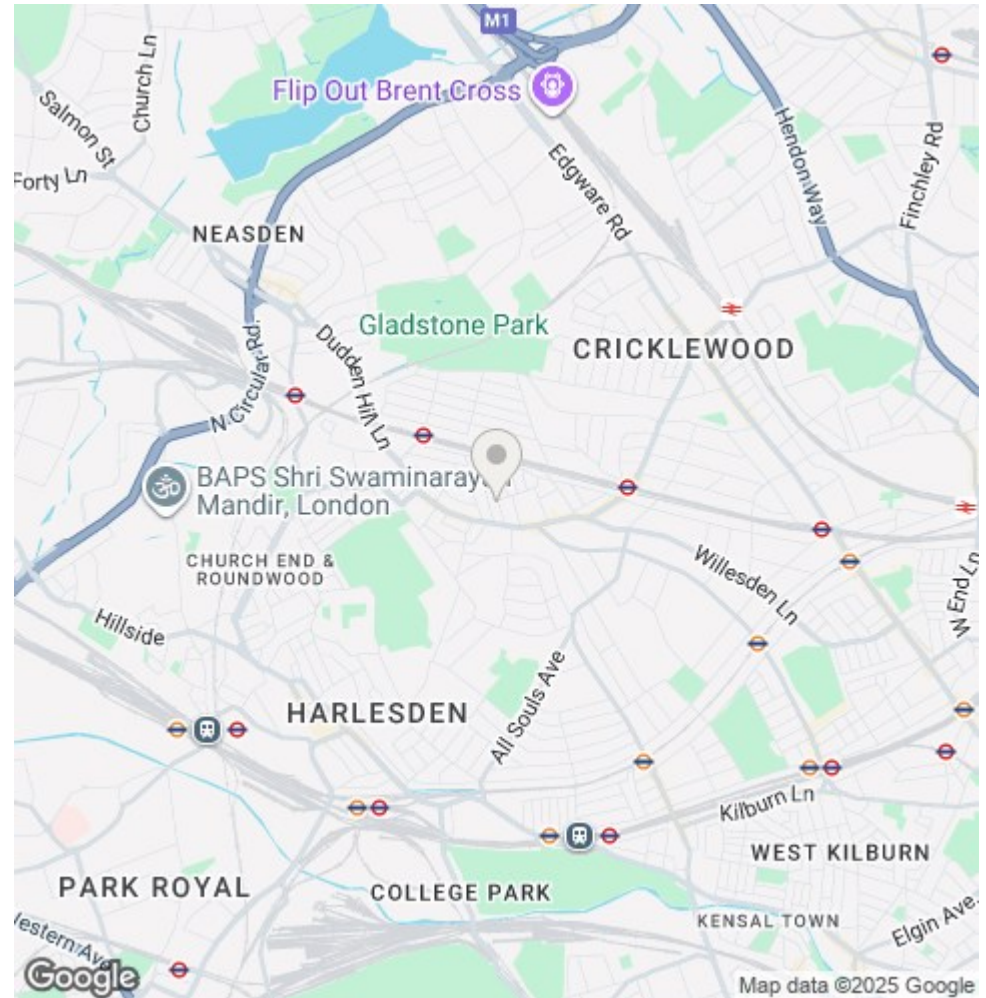 M1
Church Ln
Flip Out Brent Cross
Salmon St
Hendon Way
Finchley Rd
Edgware Rd
Forty Ln
NEASDEN
Gladstone Park
CRICKLEWOOD
Dudden Hill Ln
N Circular Rd
BAPS Shri Swaminarayan
Mandir, London
CHURCH END &
ROUNDWOOD
Willesden Ln
W End Ln
Hillside
All Souls Ave
HARLESDEN
Kilburn Ln
WEST KILBURN
PARK ROYAL
COLLEGE PARK
KENSAL TOWN
Elgin Ave
Western Ave
Google
Map data ©2025 Google